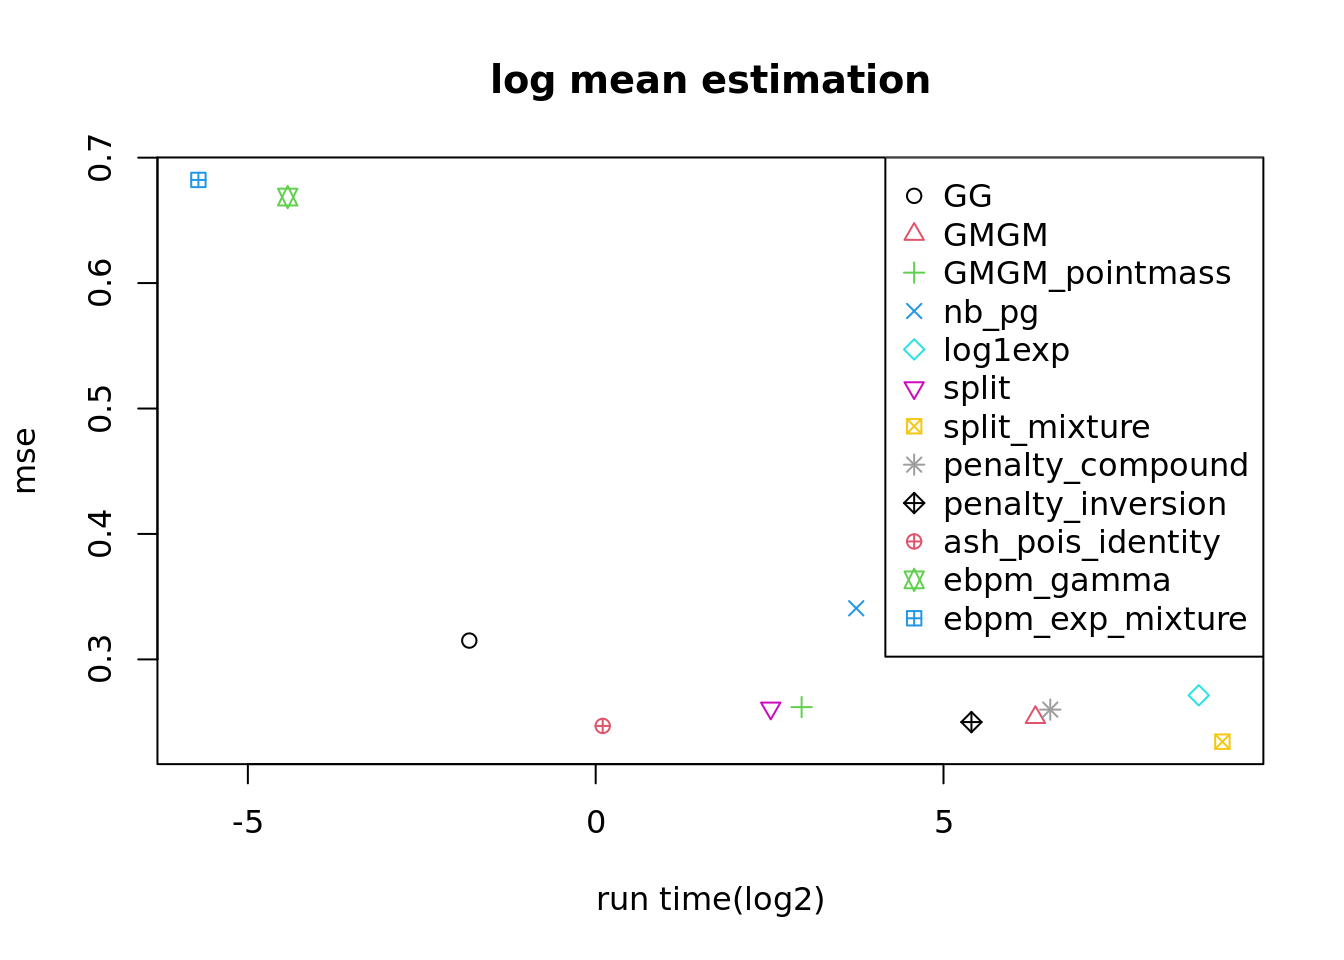 log mean estimation
mse
0.7
0.6
0.5
0.4
0.3
GG
GMGM
GMGM_pointmass
nb_pg
log1exp
split
split_mixture
penalty_compound
penalty_inversion
ash_pois_identity
ebpm_gamma
ebpm_exp_mixture
-5 0 5
run time(log2)